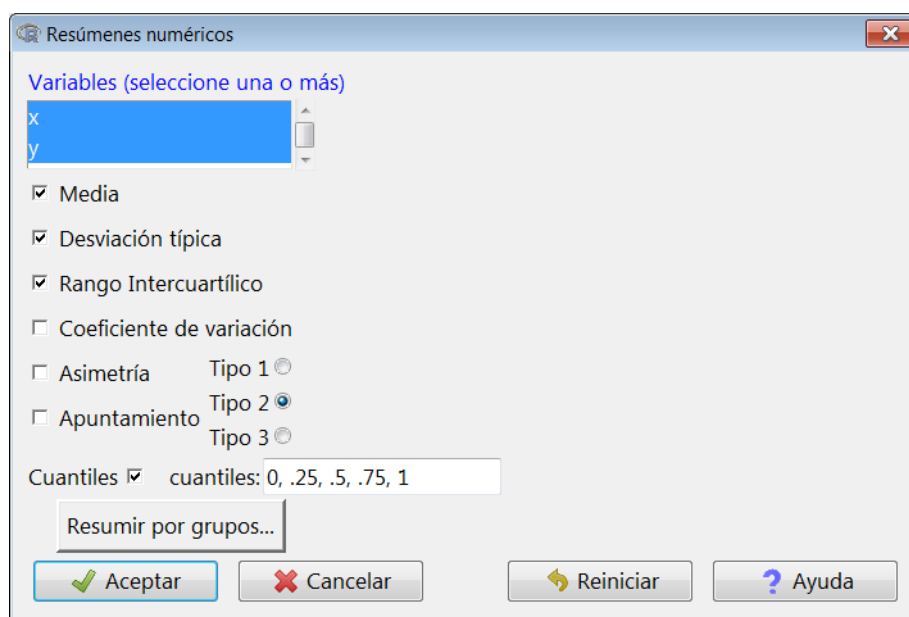 Resúmenes numéricos
Variables (seleccione una o más)
x
y
Media
Desviación típica
Rango Intercuartílico
Coeficiente de variación
Asimetría
Apuntamiento
Tipo 1
Tipo 2
Tipo 3
Cuantiles cuantiles: 0, .25, .5, .75, 1
Resumir por grupos...
Aceptar Cancelar Reiniciar Ayuda